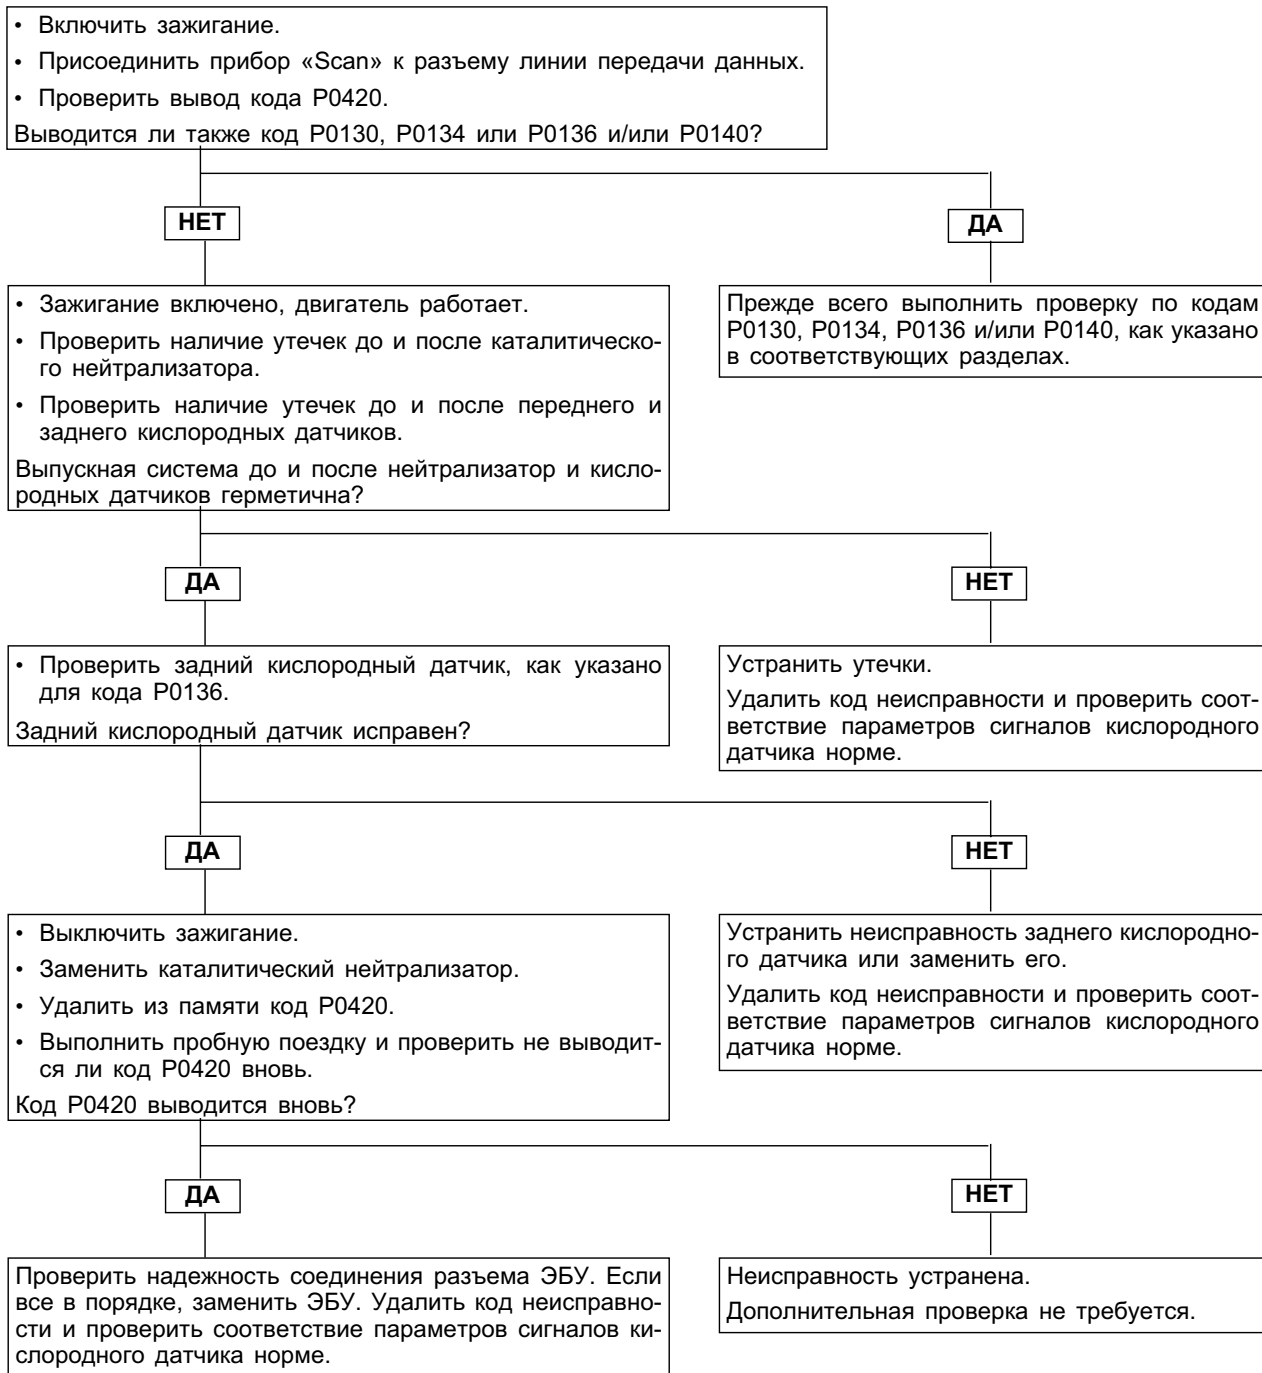 • Включить зажигание.
• Присоединить прибор «Scan» к разъему линии передачи данных.
• Проверить вывод кода P0420.
Выводится ли также код P0130, P0134 или P0136 и/или P0140?
НЕТ
ДА
• Зажигание включено, двигатель работает.
• Проверить наличие утечек до и после каталитическо-
го нейтрализатора.
• Проверить наличие утечек до и после переднего и
заднего кислородных датчиков.
Выпускная система до и после нейтрализатор и кисло-
родных датчиков герметична?
Прежде всего выполнить проверку по кодам
P0130, P0134, P0136 и/или P0140, как указано
в соответствующих разделах.
ДА
НЕТ
• Проверить задний кислородный датчик, как указано
для кода P0136.
Задний кислородный датчик исправен?
Устранить утечки.
Удалить код неисправности и проверить соот-
ветствие параметров сигналов кислородного
датчика норме.
ДА
НЕТ
• Выключить зажигание.
• Заменить каталитический нейтрализатор.
• Удалить из памяти код P0420.
• Выполнить пробную поездку и проверить не выводит-
ся ли код P0420 вновь.
Код P0420 выводится вновь?
Устранить неисправность заднего кислородно-
го датчика или заменить его.
Удалить код неисправности и проверить соот-
ветствие параметров сигналов кислородного
датчика норме.
ДА
НЕТ
Проверить надежность соединения разъема ЭБУ. Если
все в порядке, заменить ЭБУ. Удалить код неисправно-
сти и проверить соответствие параметров сигналов ки-
слородного датчика норме.
Неисправность устранена.
Дополнительная проверка не требуется.